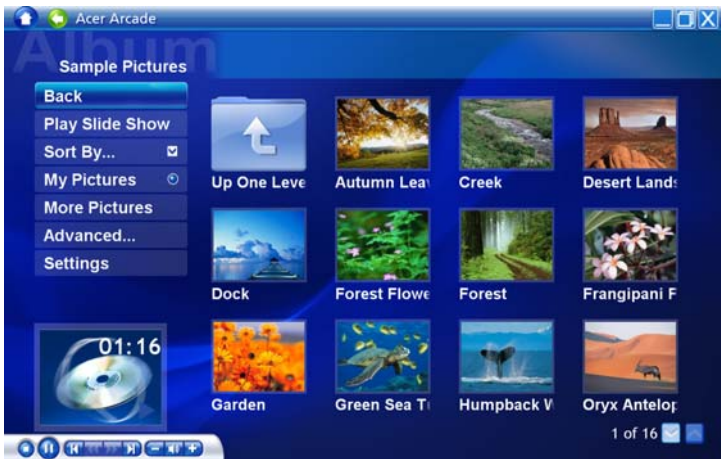 Acer Arcade
Album
Sample Pictures
Back
Play Slide Show
Sort By...
My Pictures
More Pictures
Advanced...
Settings
Up One Leve
Autumn Lea
Creek
Desert Lands
Dock
Forest Flowe
Forest
Frangipani F
Garden
Green Sea T
Humpback W
Oryx Antelop
01:16
1 of 16